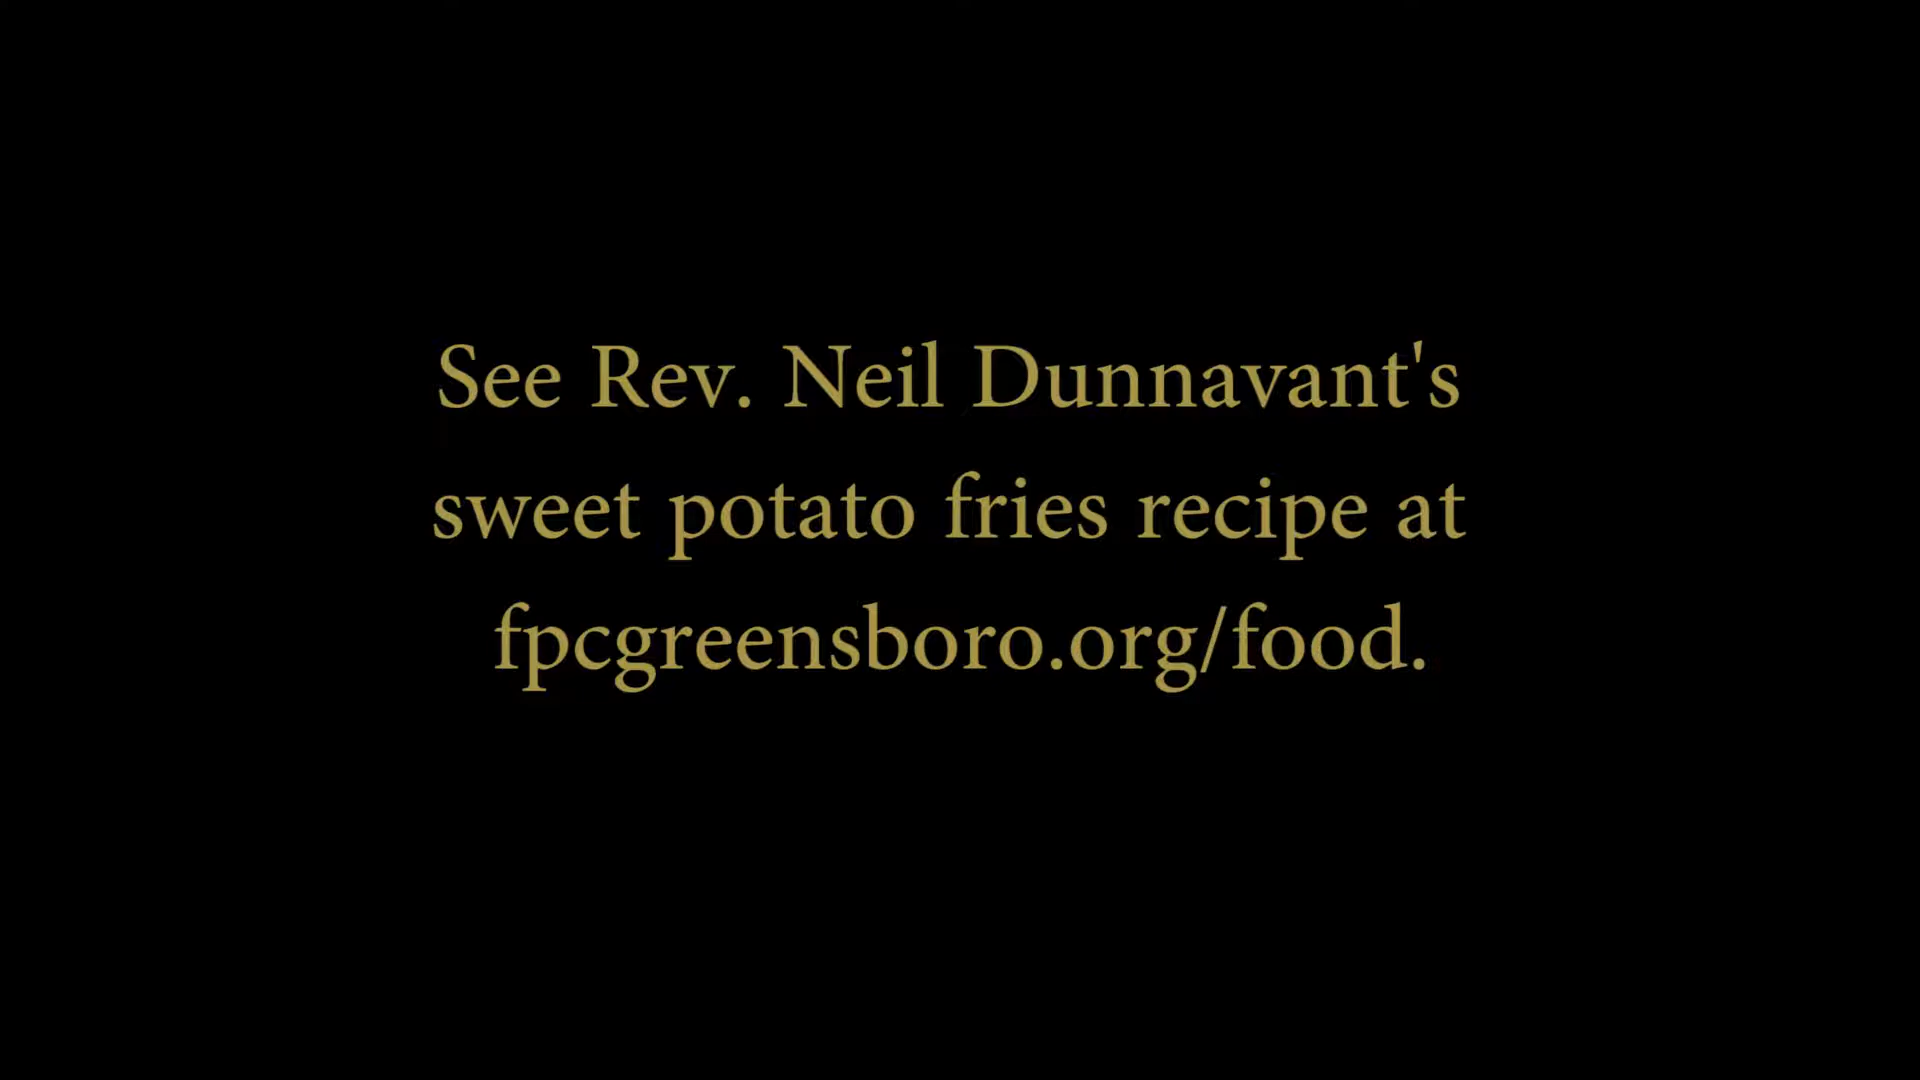 See Rev. Neil Dunnavant's
sweet potato fries recipe at
fpcgreensboro.org/food.